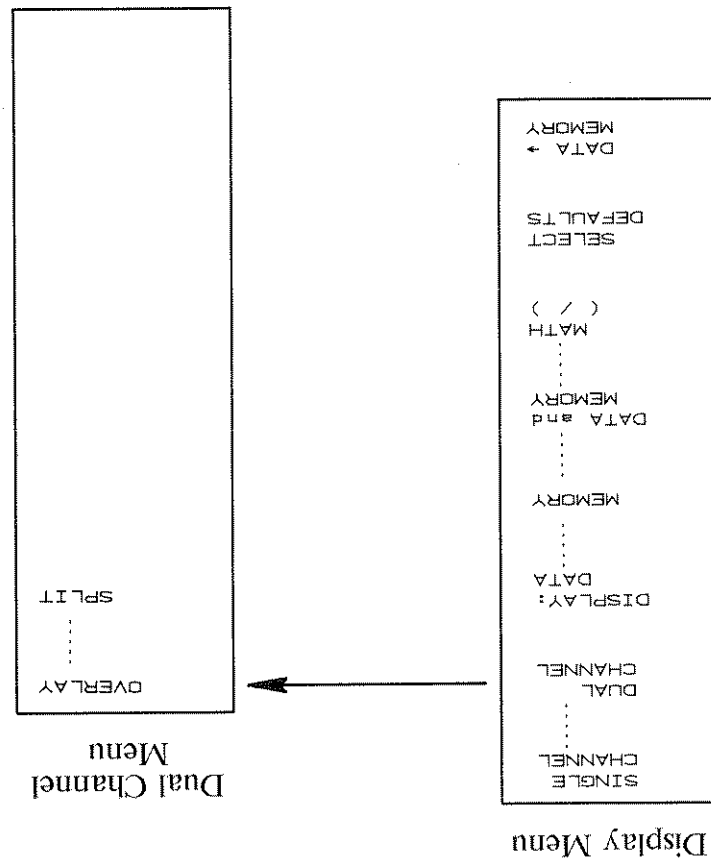 Display Menu
SINGLE
CHANNEL
DUAL
CHANNEL
DISPLAY:
DATA
MEMORY
DATA and
MEMORY
MATH
( / )
SELECT
DEFAULTS
DATA →
MEMORY
Dual Channel
Menu
OVERLAY
SPLIT